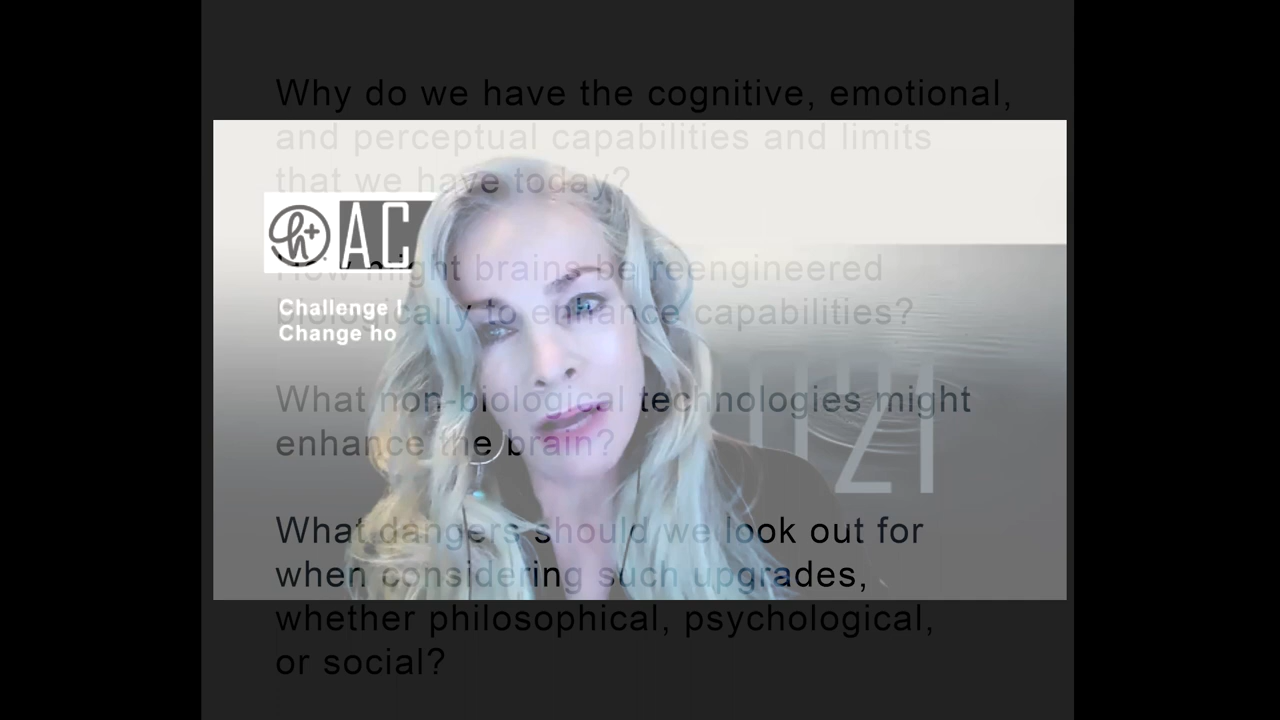 Why do we have the cognitive, emotional,
and perceptual capabilities and limits
that we have today?
h+ AC
How might brains be reengineered
biologically to enhance capabilities?
Challenge
Change ho
What non-biological technologies might
enhance the brain?
What dangers should we look out for
when considering such upgrades,
whether philosophical, psychological,
or social?